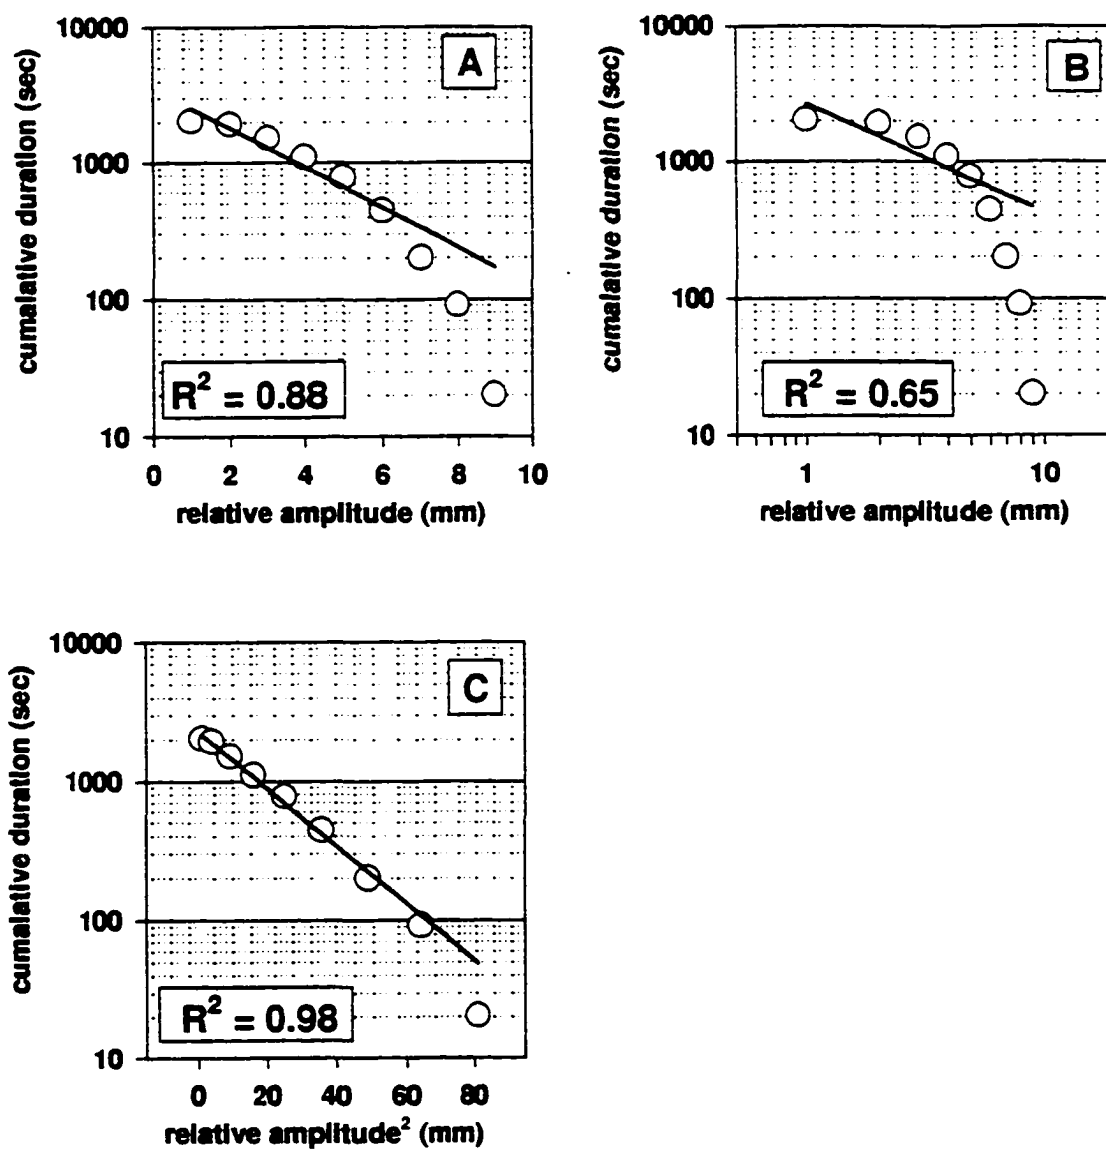 A
cumalative duration (sec)
10000
1000
100
10
R² = 0.88
0 2 4 6 8 10
relative amplitude (mm)
B
cumalative duration (sec)
10000
1000
100
10
R² = 0.65
1 10
relative amplitude (mm)
C
cumalative duration (sec)
10000
1000
100
10
R² = 0.98
0 20 40 60 80
relative amplitude² (mm)